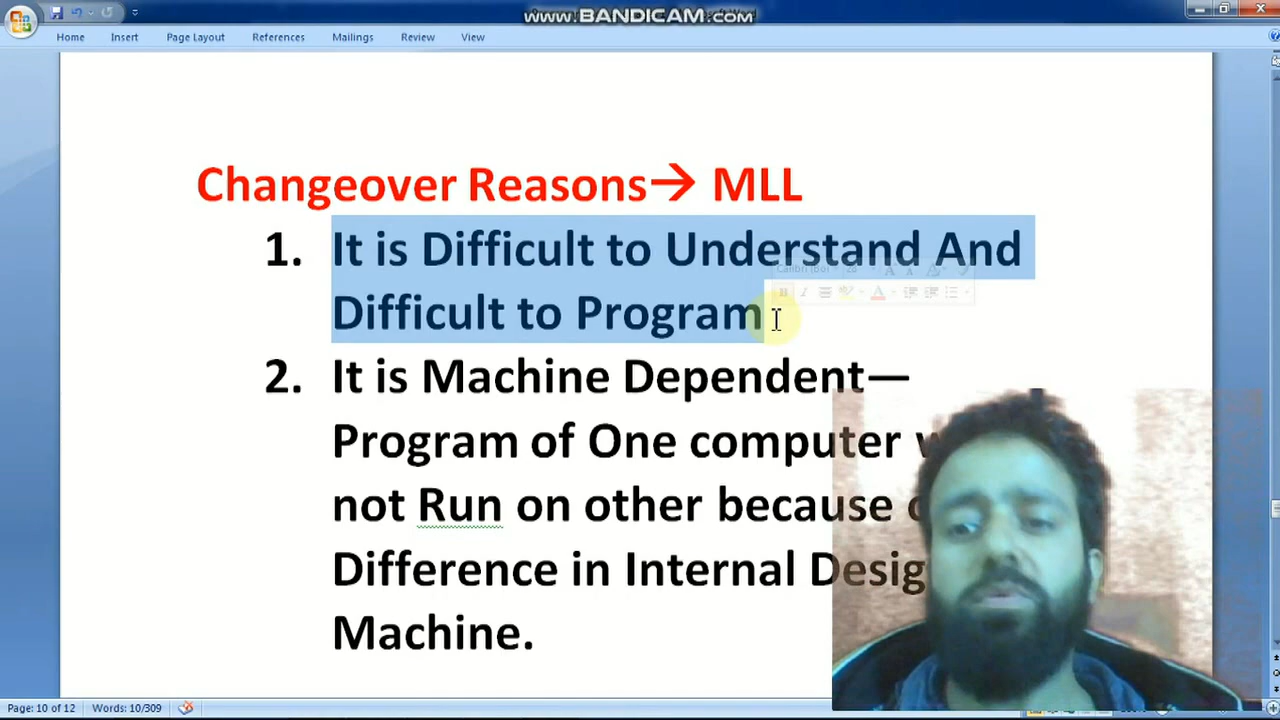 www.BANDICAM.com
Home Insert Page Layout References Mailings Review View
Changeover Reasons→ MLL
1. It is Difficult to Understand And
Difficult to Program
2. It is Machine Dependent—
Program of One computer
not Run on other because
Difference in Internal
Machine.
Page: 10 of 12 Words: 10/309